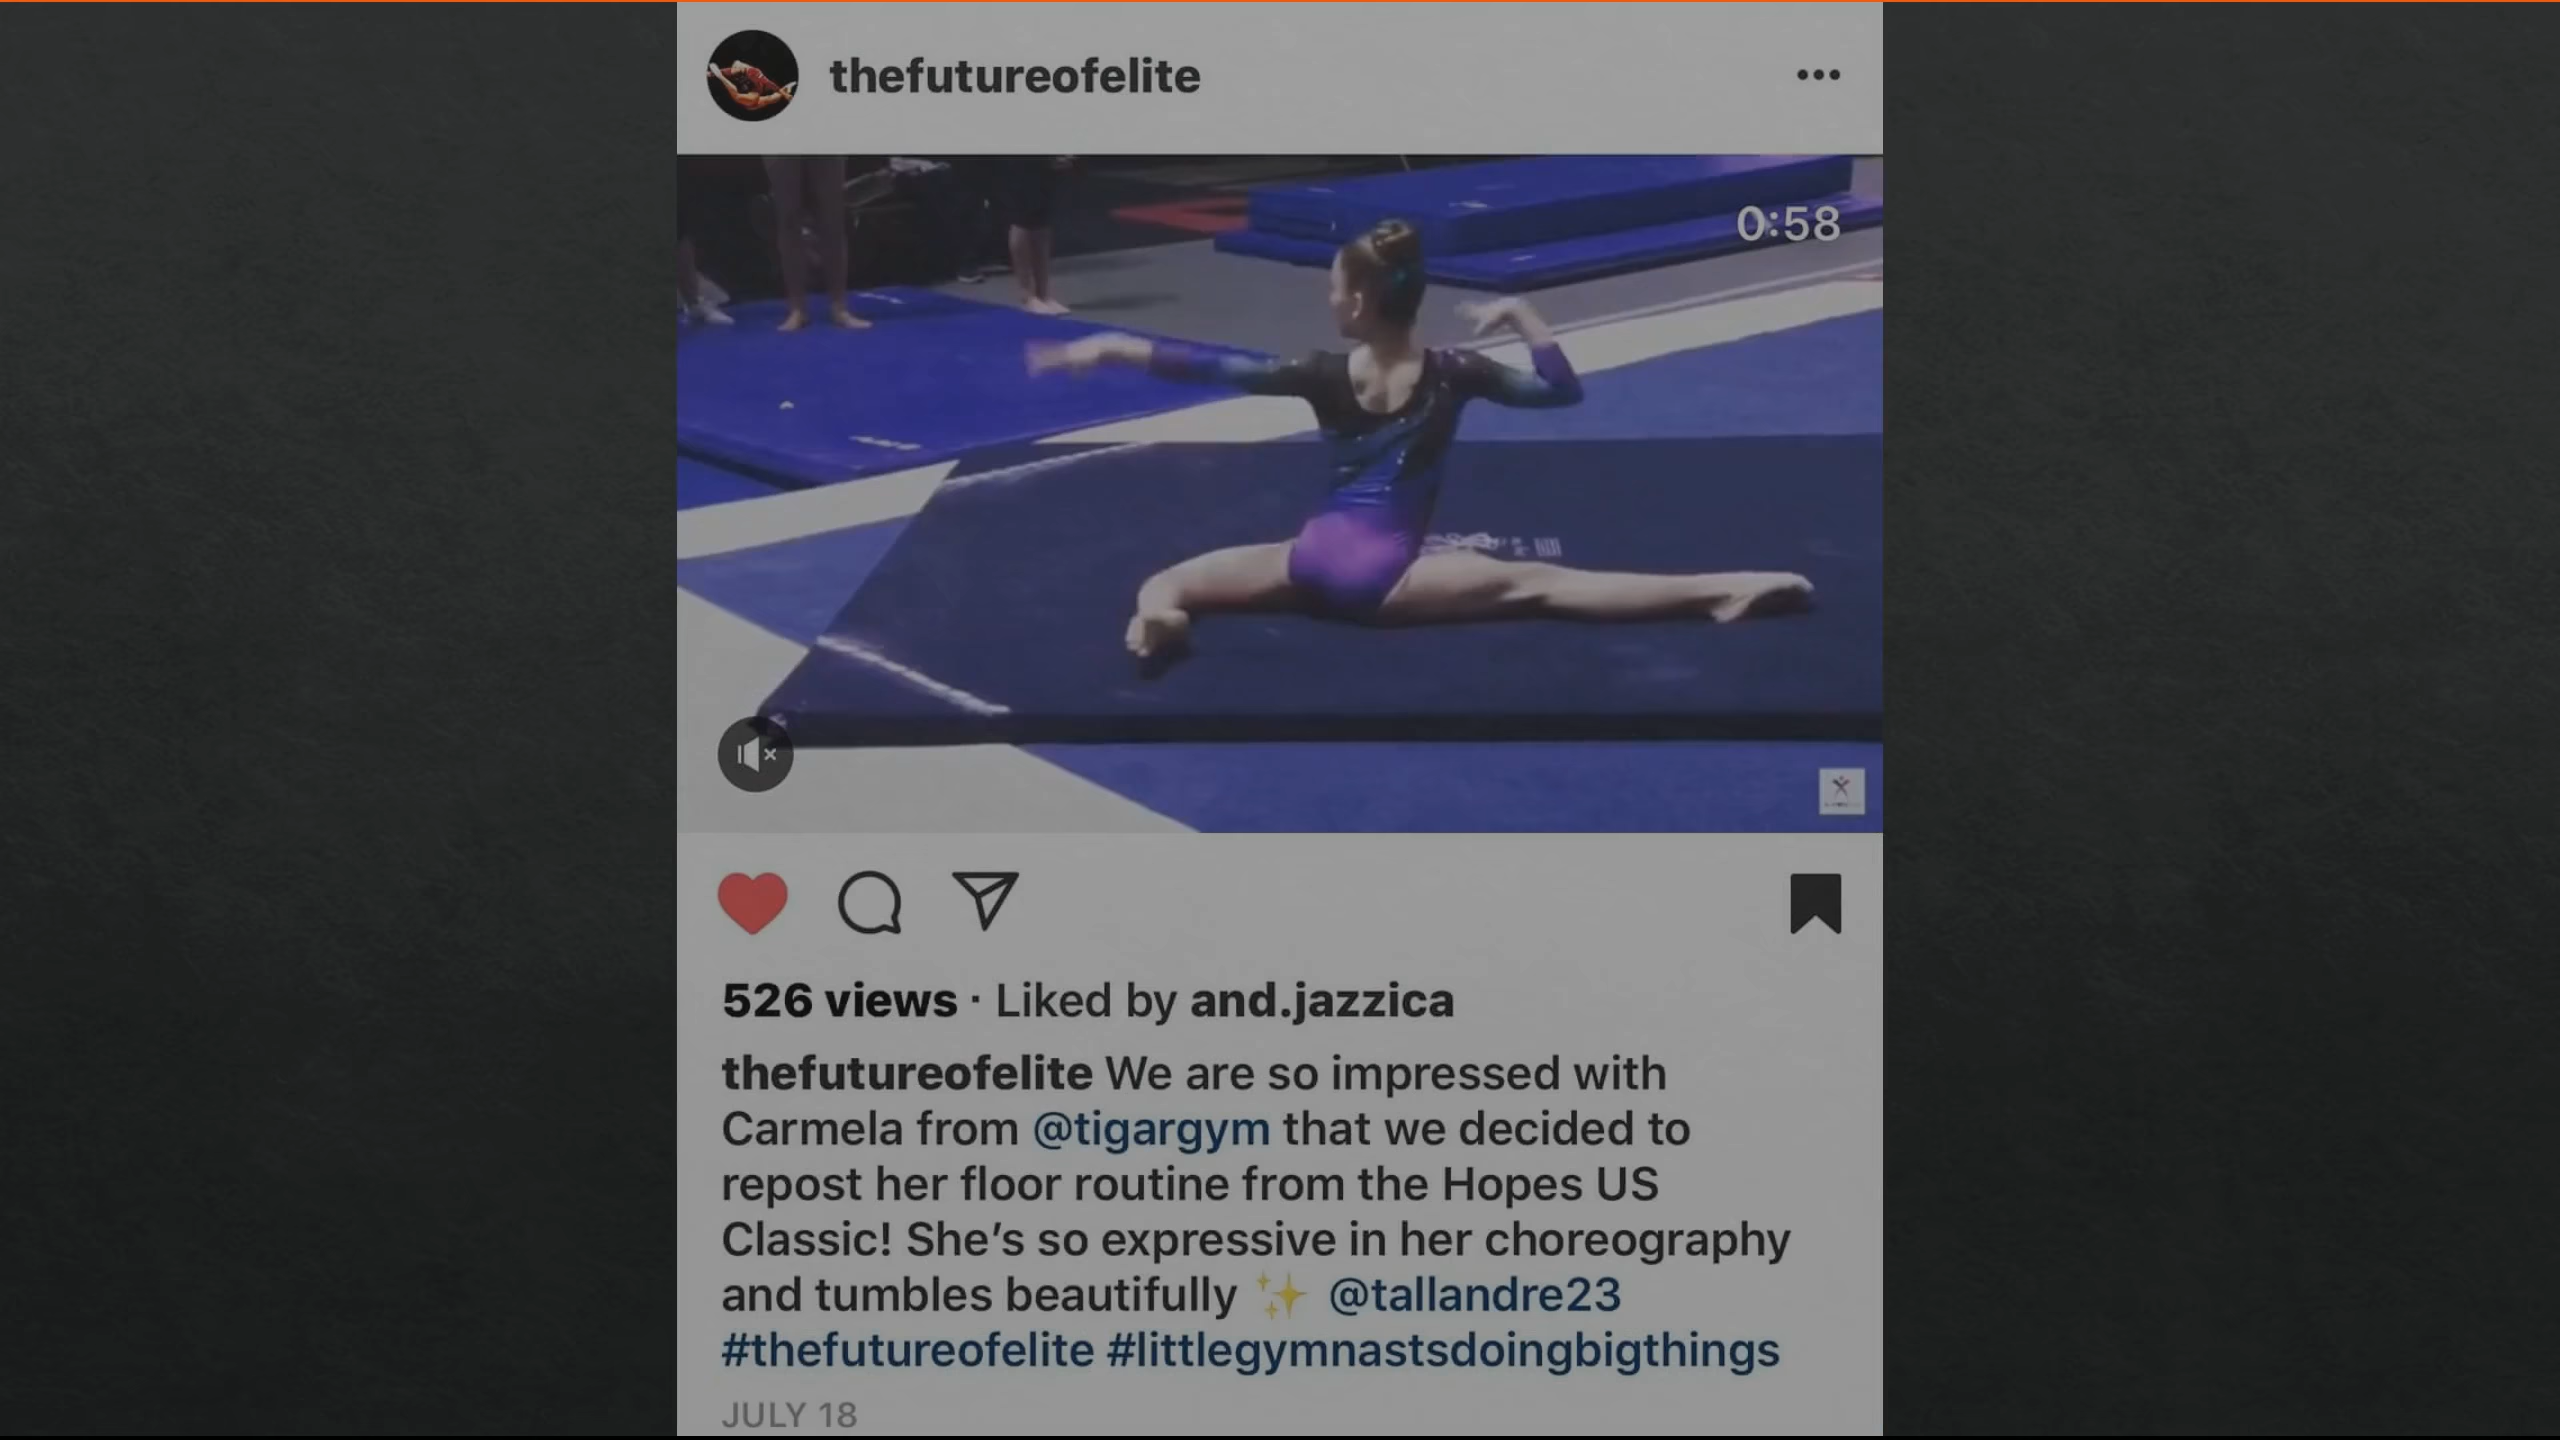 thefutureofelite
0:58
526 views · Liked by and.jazzica
thefutureofelite We are so impressed with
Carmela from @tigargym that we decided to
repost her floor routine from the Hopes US
Classic! She’s so expressive in her choreography
and tumbles beautifully ✨ @tallandre23
#thefutureofelite #littlegymnastsdoingbigthings
JULY 18